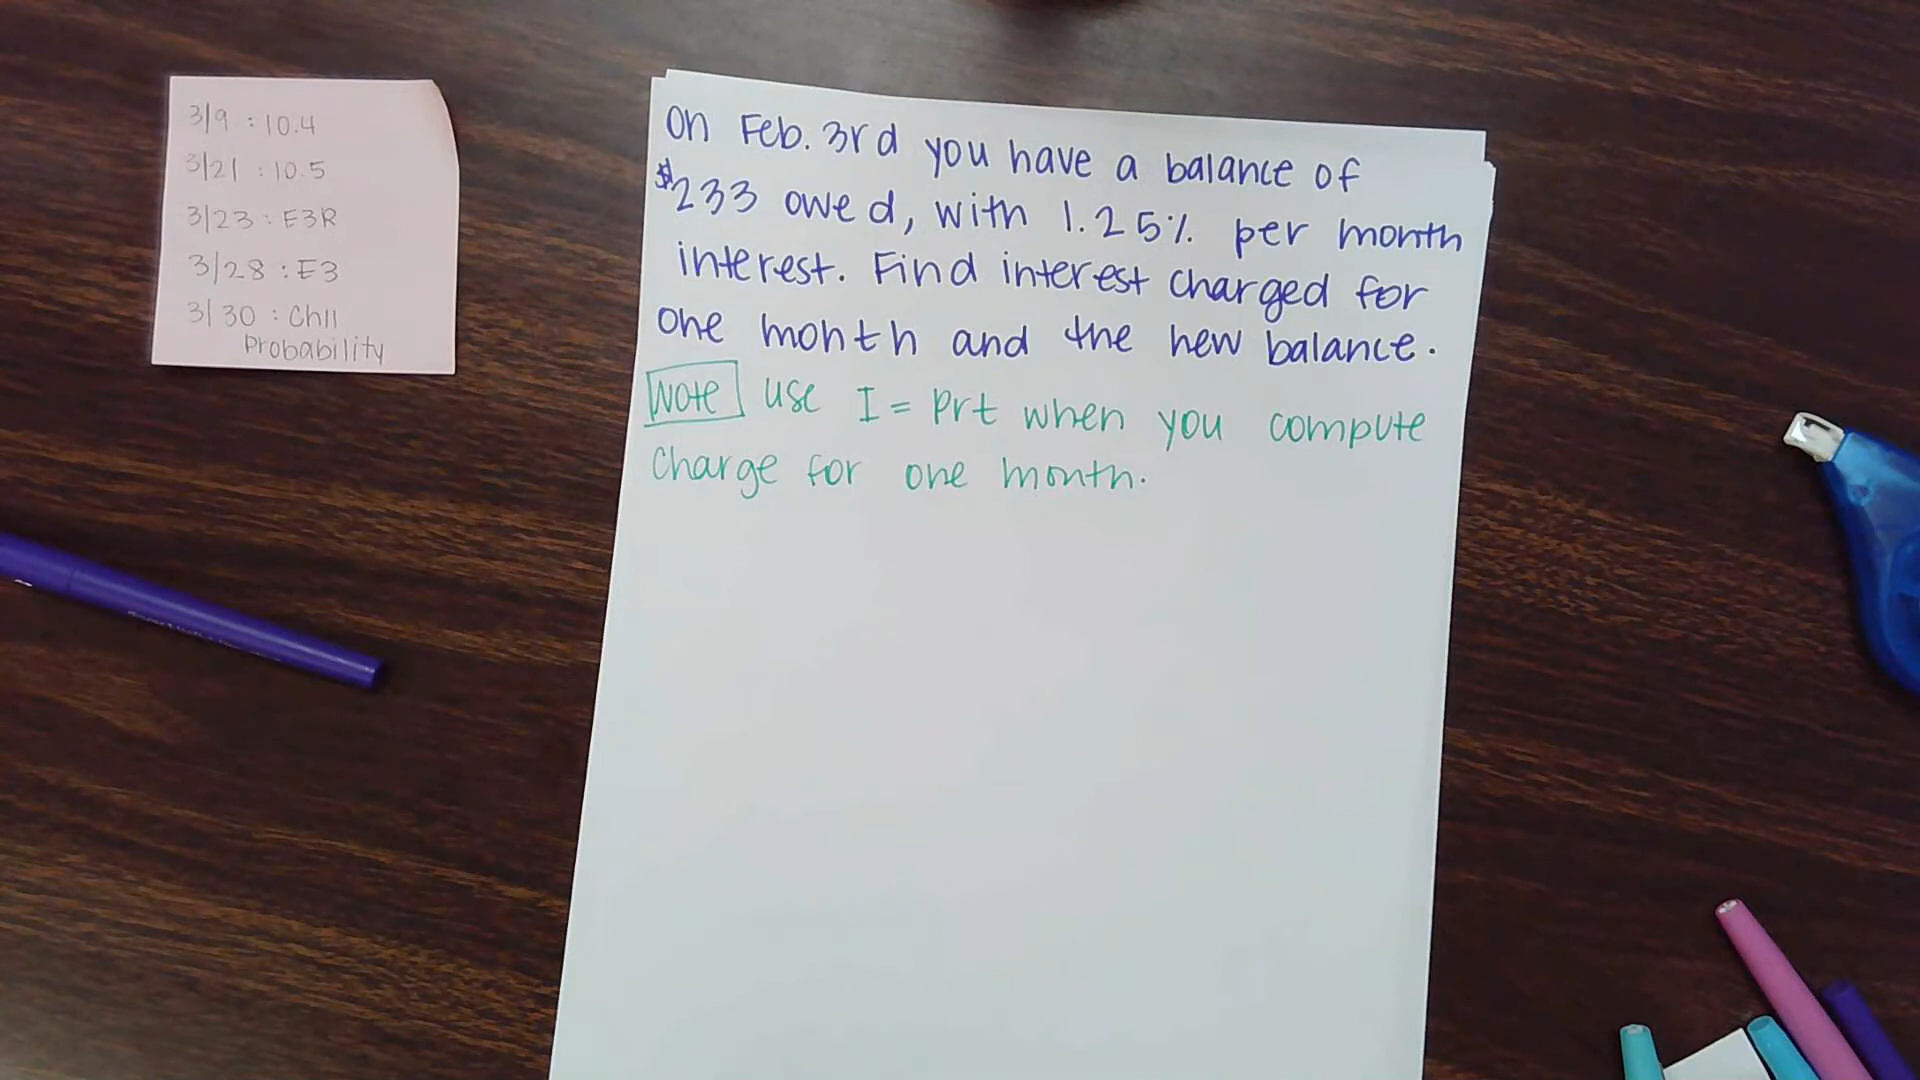 3/9 : 10.4
3/21 : 10.5
3/23 : E3R
3/28 : E3
3/30 : Ch11
Probability
On Feb. 3rd you have a balance of
$233 owed, with 1.25% per month
interest. Find interest charged for
one month and the new balance.
Note use I = Prt when you compute
charge for one month.